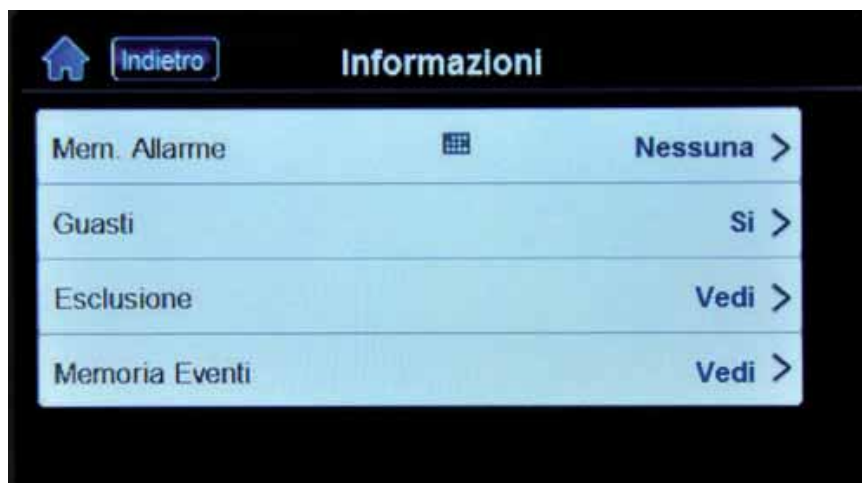 Indietro Informazioni
Mem. Allarme Nessuna
Guasti Si
Esclusione Vedi
Memoria Eventi Vedi